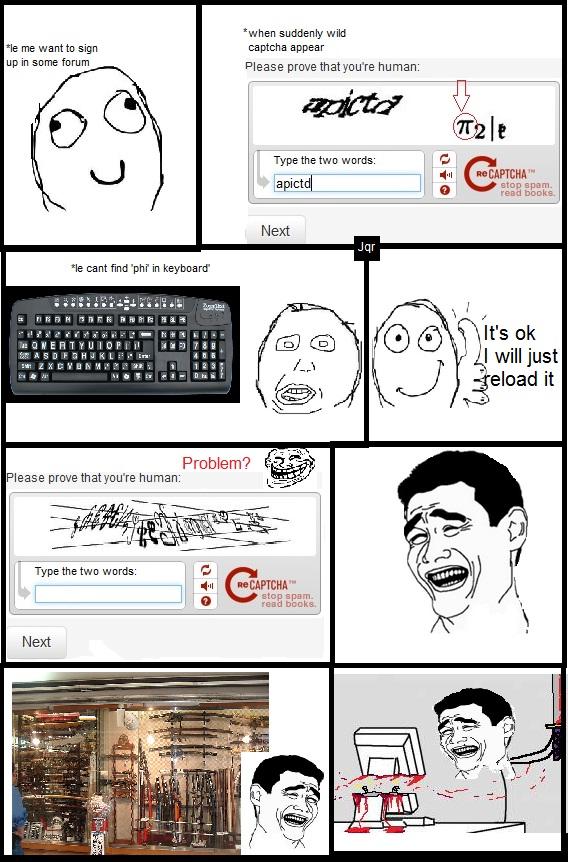 *le me want to sign
up in some forum
*when suddenly wild
captcha appear
Please prove that you're human:
apictd
π2|t
Type the two words:
apictd
reCAPTCHA™
stop spam.
read books.
Next
Jqr
*le cant find 'phi' in keyboard'
Q W E R T Y U I O P
A S D F G H J K L
Z X C V B N M
It's ok
I will just
reload it
Problem?
Please prove that you're human:
Type the two words:
reCAPTCHA™
stop spam.
read books.
Next